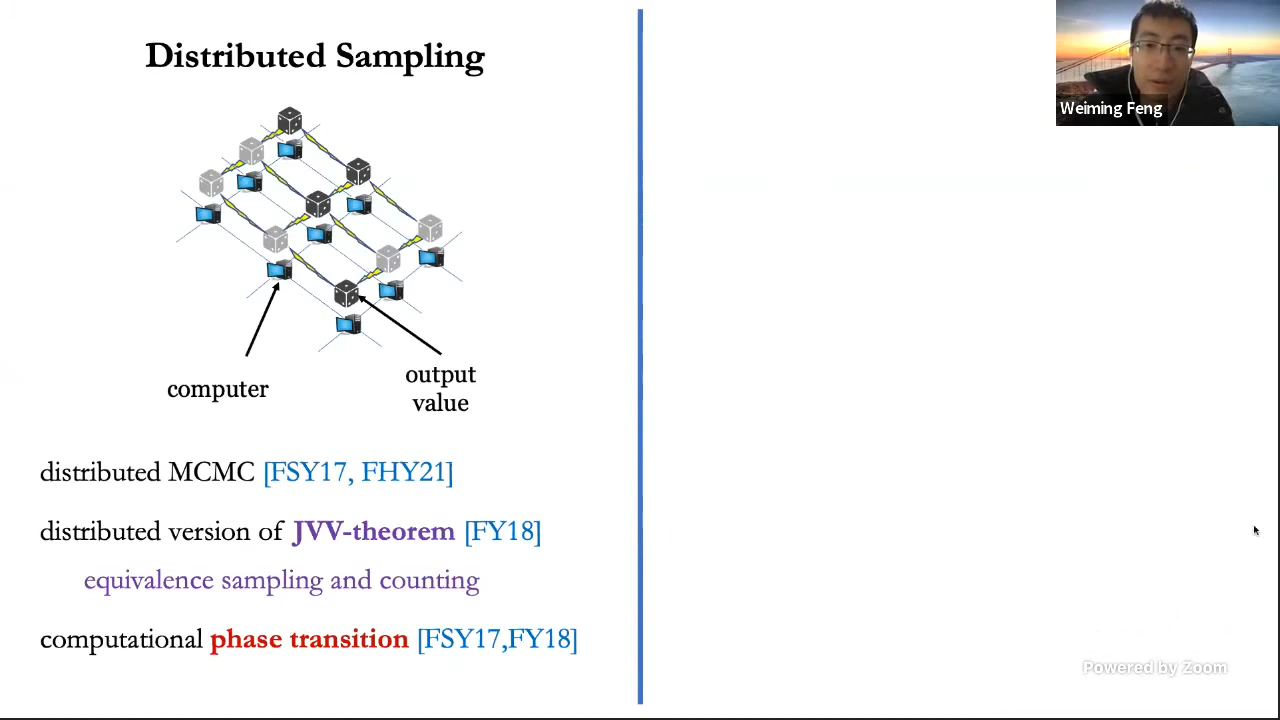 Distributed Sampling
computer
output
value
distributed MCMC [FSY17, FHY21]
distributed version of JVV-theorem [FY18]
equivalence sampling and counting
computational phase transition [FSY17,FY18]
Weiming Feng
Powered by Zoom